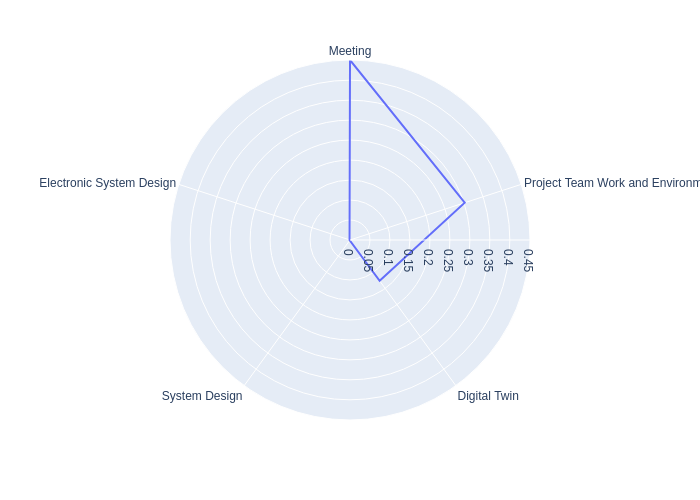 Meeting
Electronic System Design
Project Team Work and Environm
0
0.05
0.1
0.15
0.2
0.25
0.3
0.35
0.4
0.45
System Design
Digital Twin